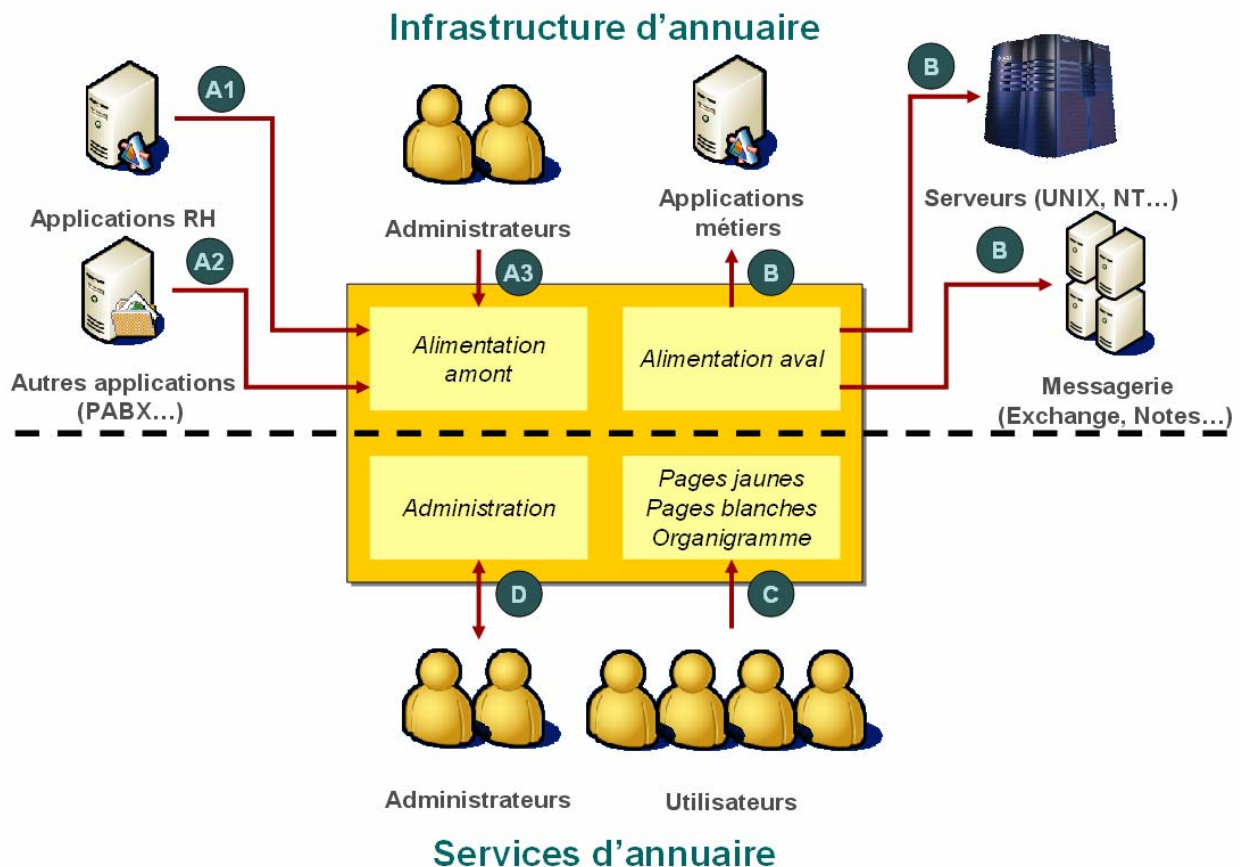 Infrastructure d’annuaire
A1
B
Applications RH
Administrateurs
Applications
métiers
Serveurs (UNIX, NT…)
A2
A3
B
B
Autres applications
(PABX…)
Alimentation
amont
Alimentation aval
Messagerie
(Exchange, Notes…)
Administration
Pages jaunes
Pages blanches
Organigramme
D
C
Administrateurs
Utilisateurs
Services d’annuaire